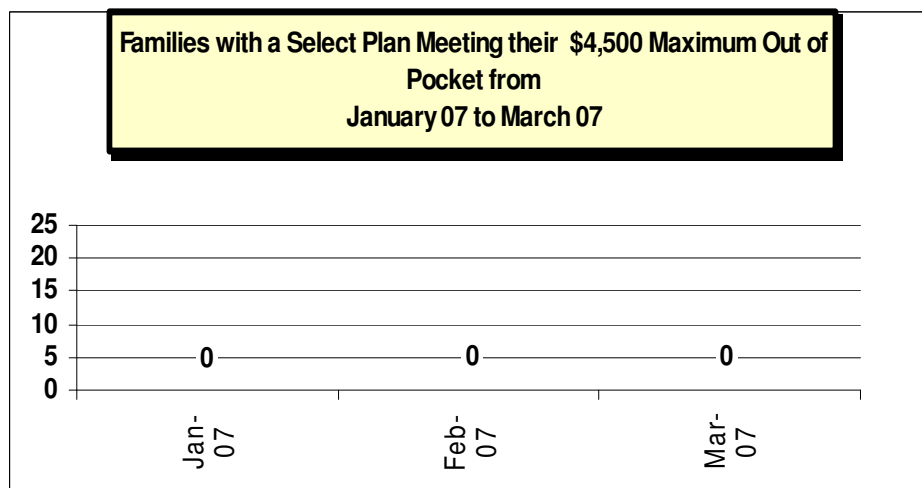 Families with a Select Plan Meeting their $4,500 Maximum Out of
Pocket from
January 07 to March 07
25
20
15
10
5
0
0
0
0
Jan-
07
Feb-
07
Mar-
07